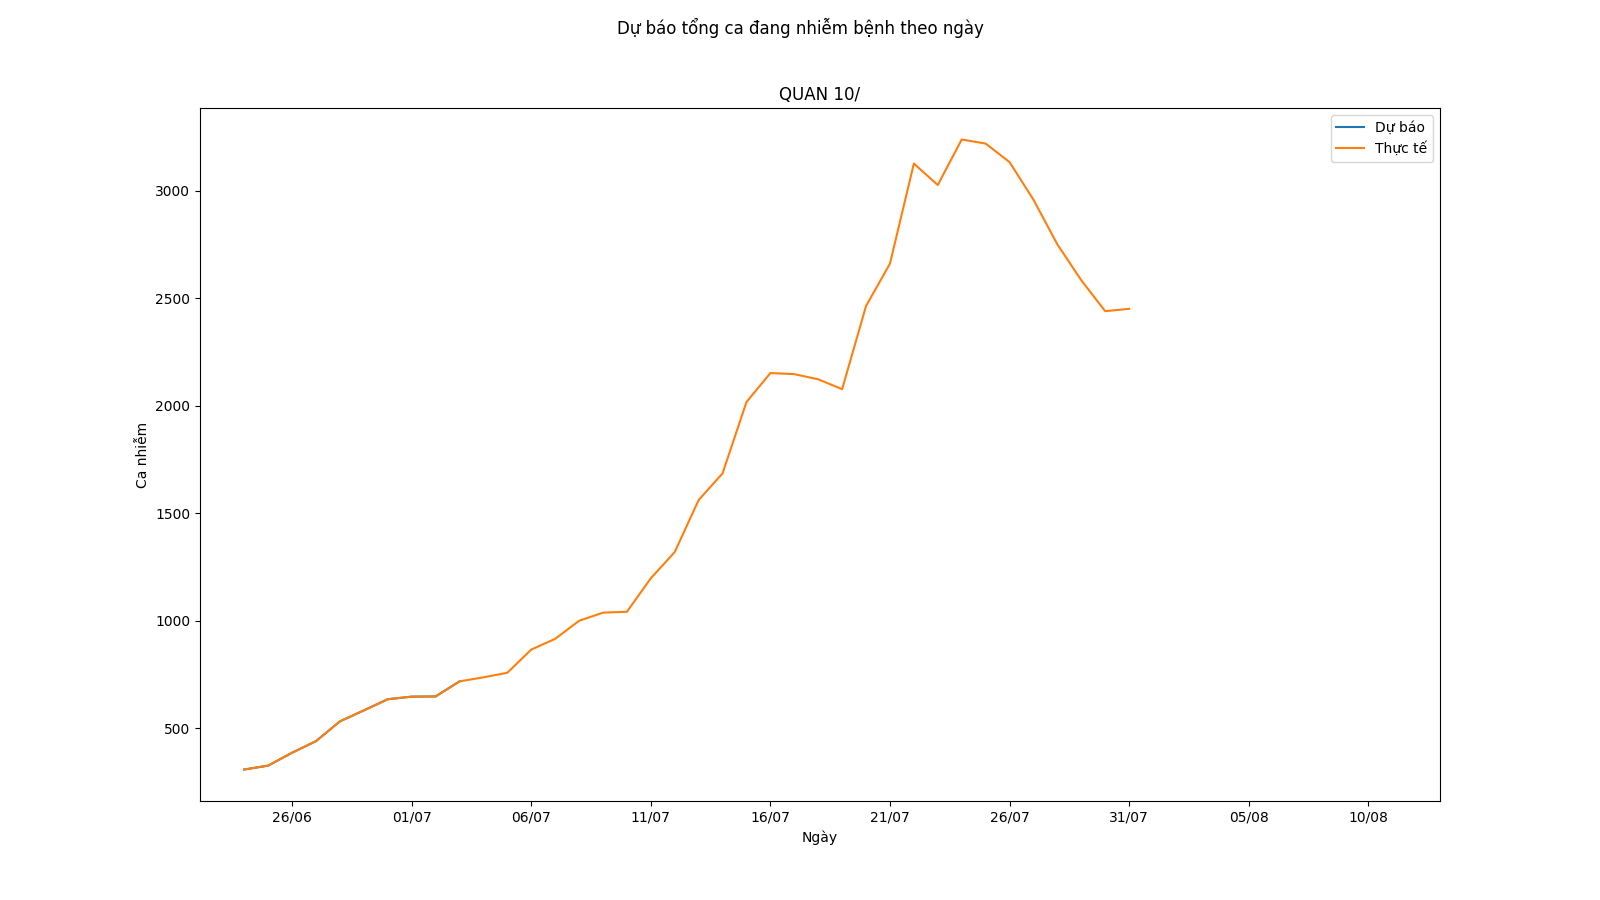 Dự báo tổng ca đang nhiễm bệnh theo ngày
QUAN 10/
Dự báo
Thực tế
3000
2500
2000
1500
1000
500
Ca nhiễm
26/06 01/07 06/07 11/07 16/07 21/07 26/07 31/07 05/08 10/08
Ngày